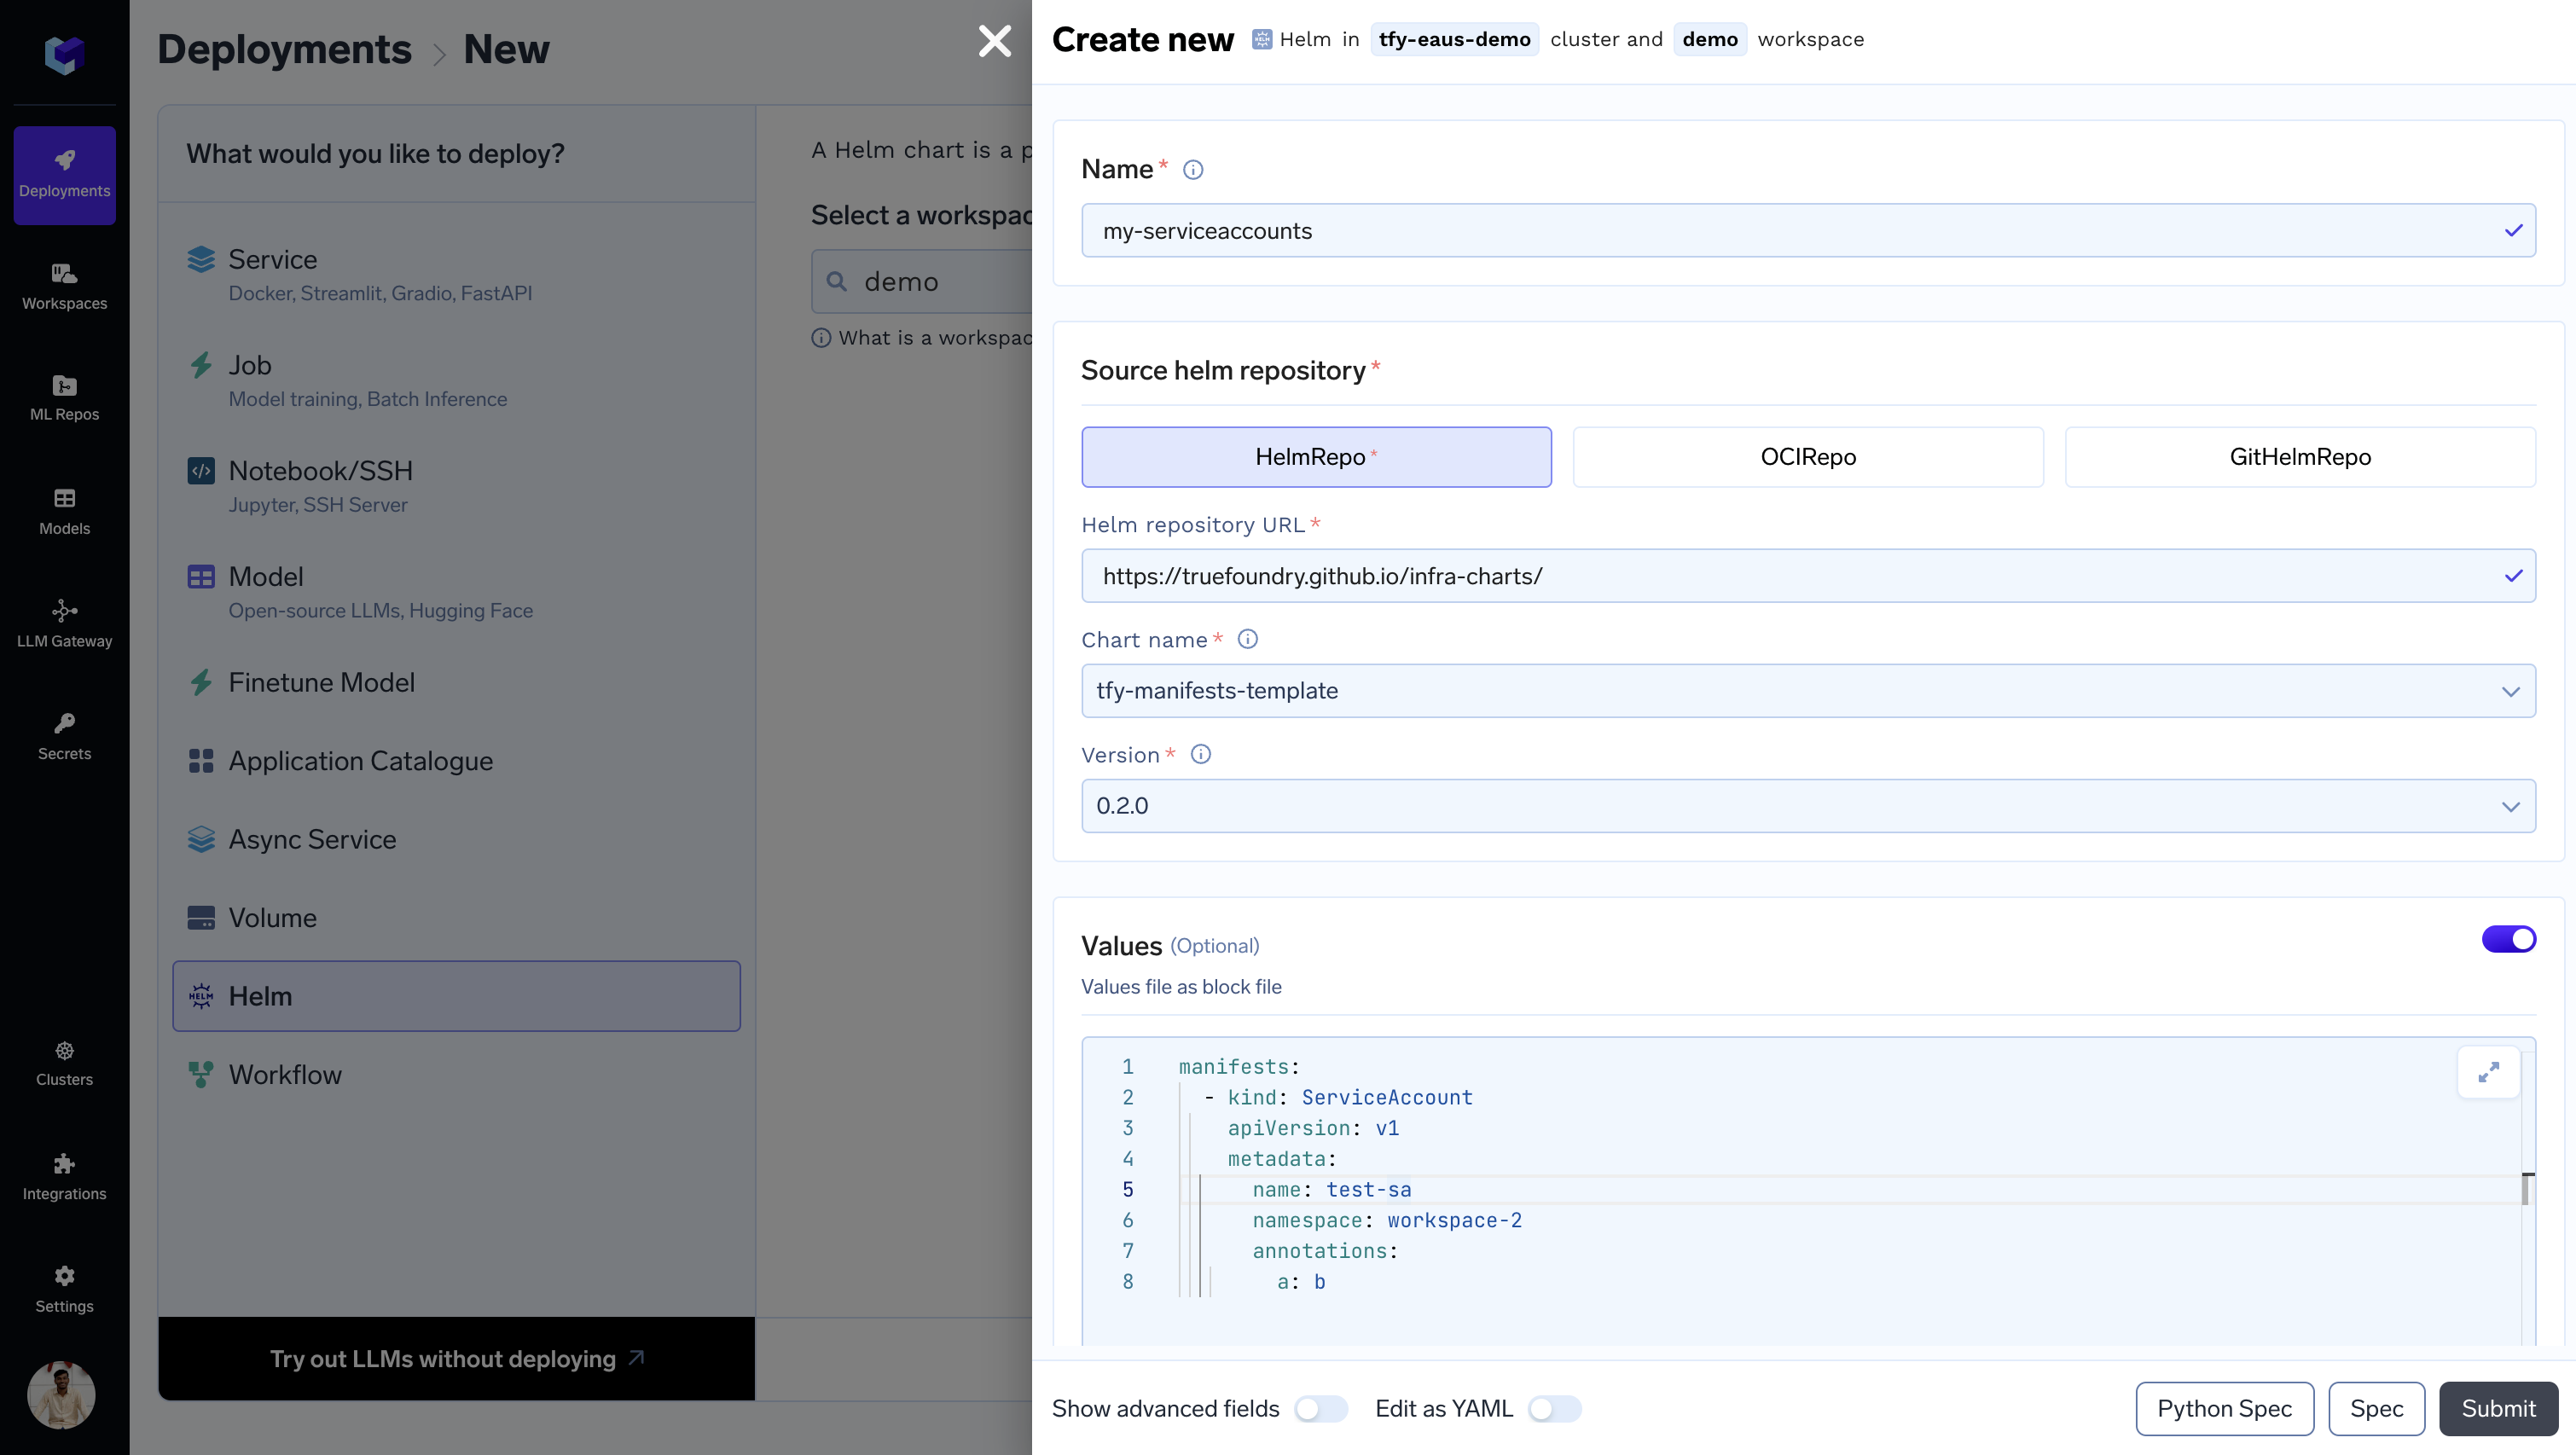 Deployments
Workspaces
ML Repos
Models
LLM Gateway
Secrets
Clusters
Integrations
Settings
Deployments > New
What would you like to deploy?
Service
Docker, Streamlit, Gradio, FastAPI
Job
Model training, Batch Inference
Notebook/SSH
Jupyter, SSH Server
Model
Open-source LLMs, Hugging Face
Finetune Model
Application Catalogue
Async Service
Volume
HELM Helm
Workflow
Try out LLMs without deploying
A Helm chart is a p
Select a workspac
demo
What is a workspac
Create new HELM Helm in tfy-eaus-demo cluster and demo workspace
Name *
my-serviceaccounts
Source helm repository *
HelmRepo * OCIRepo GitHelmRepo
Helm repository URL *
https://truefoundry.github.io/infra-charts/
Chart name *
tfy-manifests-template
Version *
0.2.0
Values (Optional)
Values file as block file
1 manifests:
2 - kind: ServiceAccount
3 apiVersion: v1
4 metadata:
5 name: test-sa
6 namespace: workspace-2
7 annotations:
8 a: b
Show advanced fields Edit as YAML Python Spec Spec Submit